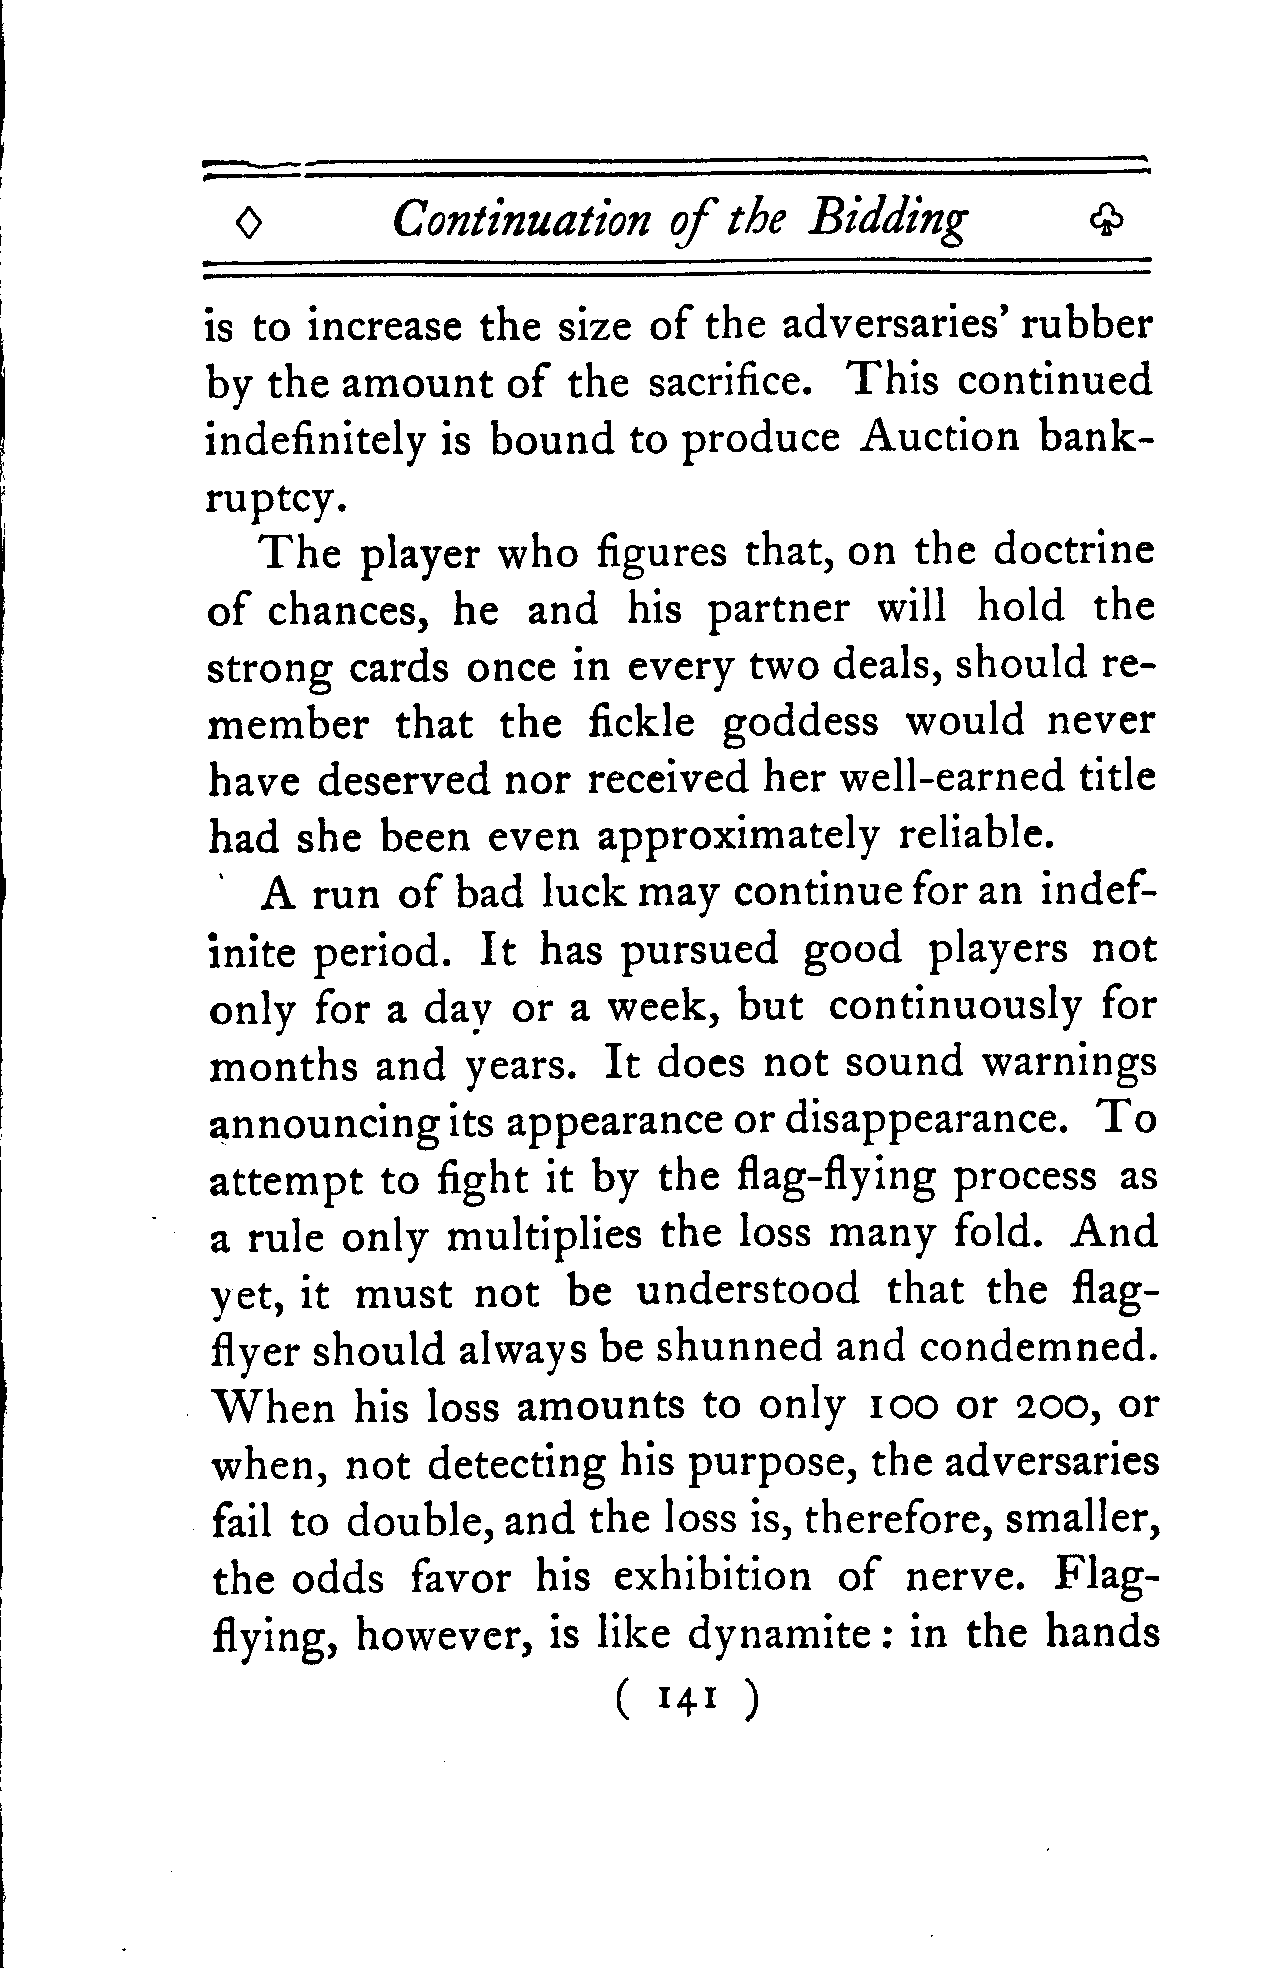 ◇ Continuation of the Bidding ♧
is to increase the size of the adversaries' rubber
by the amount of the sacrifice. This continued
indefinitely is bound to produce Auction bank-
ruptcy.
The player who figures that, on the doctrine
of chances, he and his partner will hold the
strong cards once in every two deals, should re-
member that the fickle goddess would never
have deserved nor received her well-earned title
had she been even approximately reliable.
A run of bad luck may continue for an indef-
inite period. It has pursued good players not
only for a day or a week, but continuously for
months and years. It does not sound warnings
announcing its appearance or disappearance. To
attempt to fight it by the flag-flying process as
a rule only multiplies the loss many fold. And
yet, it must not be understood that the flag-
flyer should always be shunned and condemned.
When his loss amounts to only 100 or 200, or
when, not detecting his purpose, the adversaries
fail to double, and the loss is, therefore, smaller,
the odds favor his exhibition of nerve. Flag-
flying, however, is like dynamite: in the hands
( 141 )